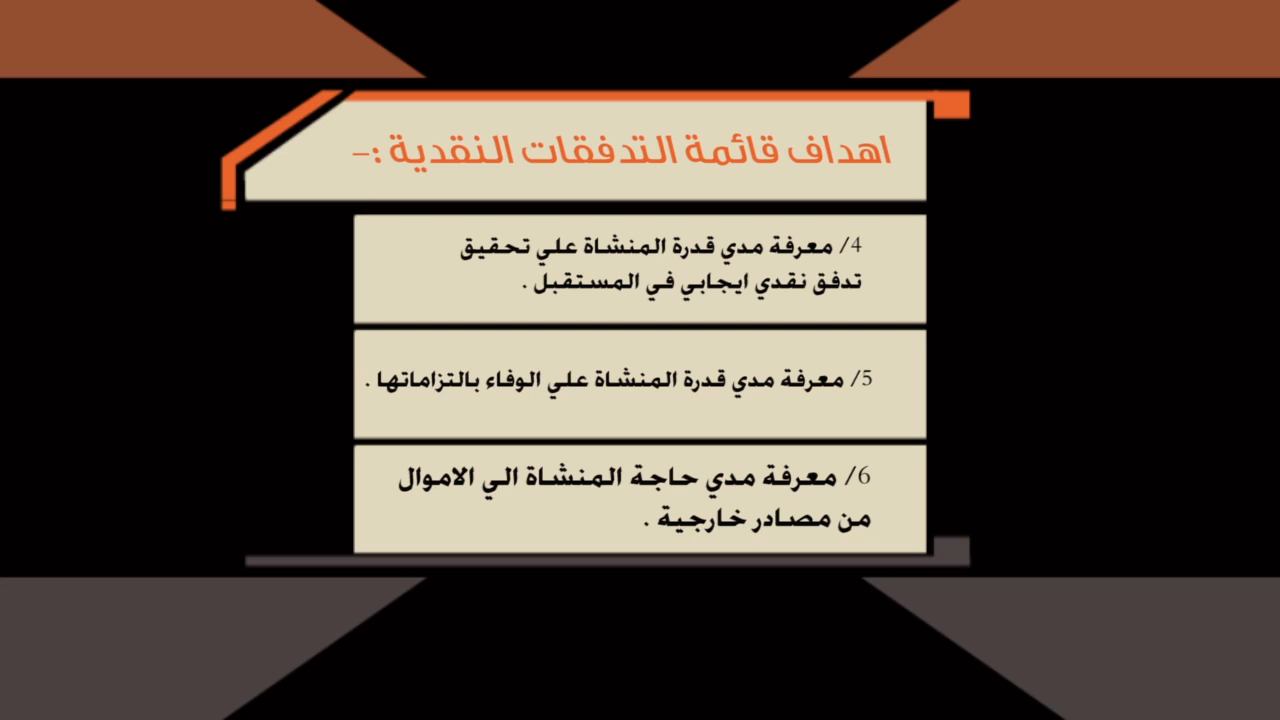 اهداف قائمة التدفقات النقدية :-
4/ معرفة مدي قدرة المنشاة علي تحقيق
تدفق نقدي ايجابي في المستقبل .
5/ معرفة مدي قدرة المنشاة علي الوفاء بالتزاماتها .
6/ معرفة مدي حاجة المنشاة الي الاموال
من مصادر خارجية .